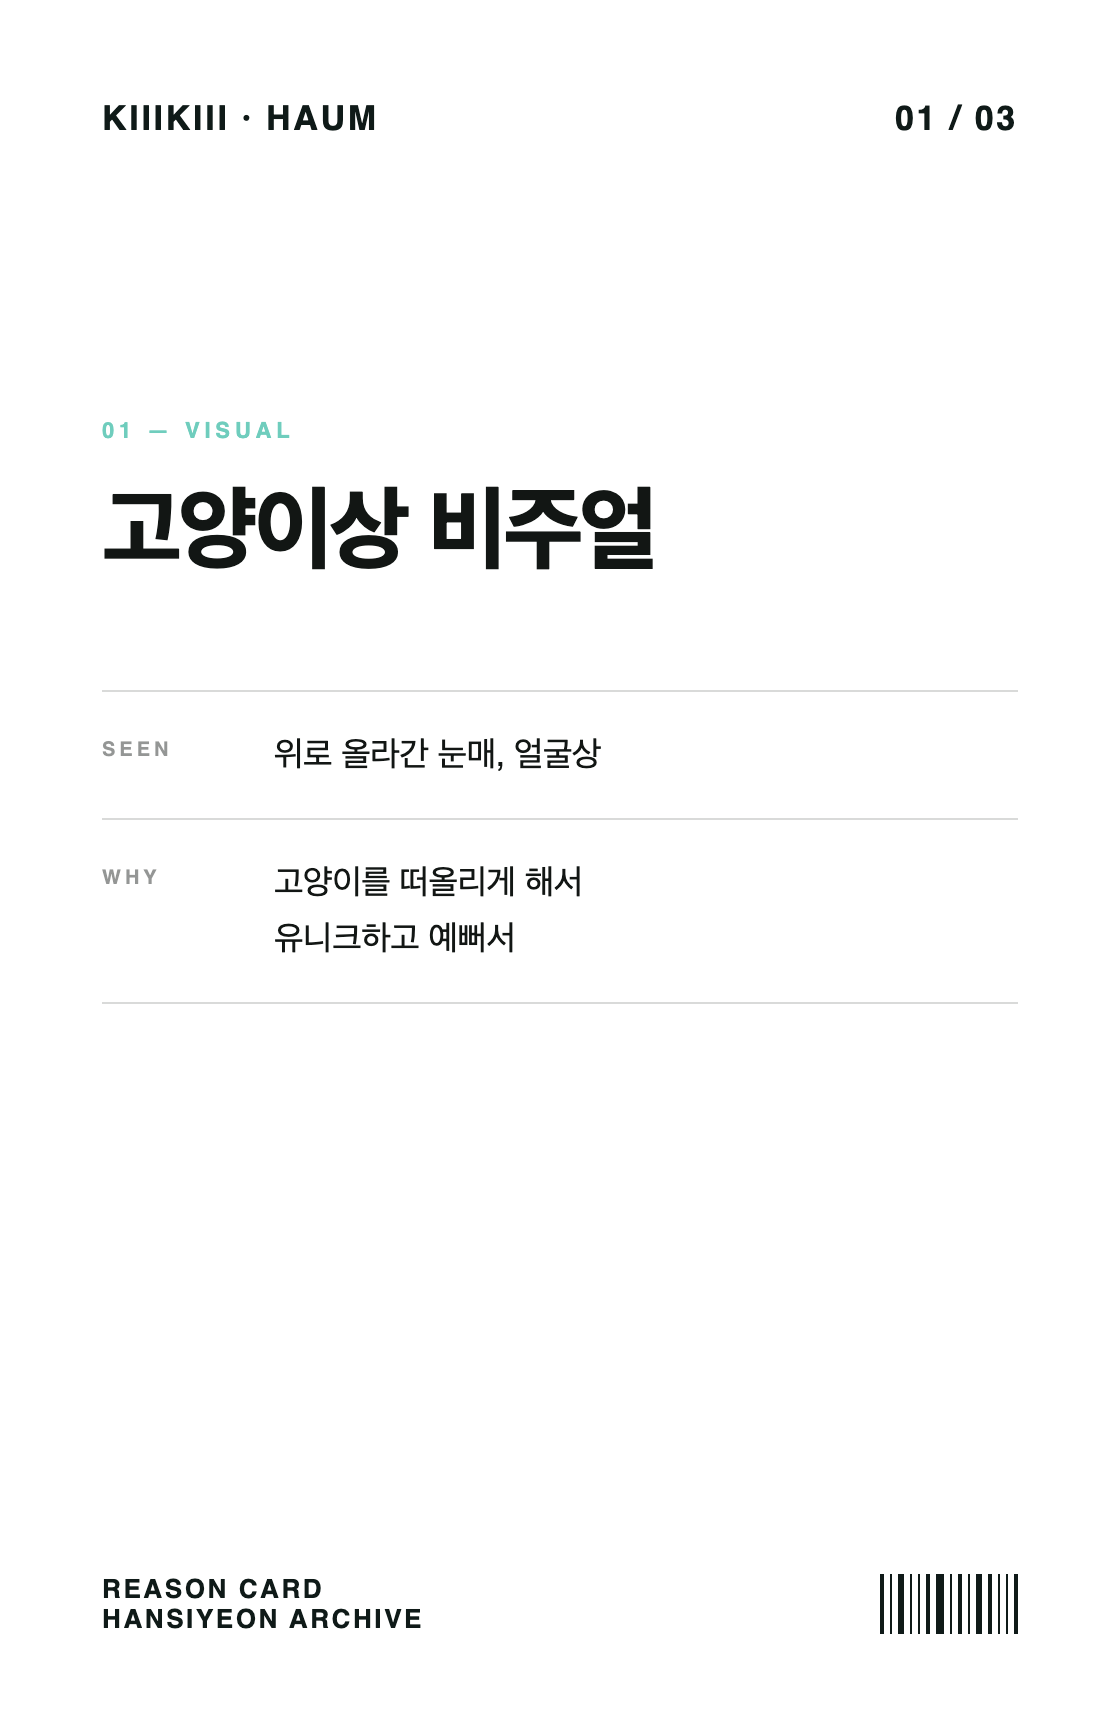 KIIIKIII · HAUM
01 / 03
01 — VISUAL
고양이상 비주얼
SEEN
위로 올라간 눈매, 얼굴상
WHY
고양이를 떠올리게 해서
유니크하고 예뻐서
REASON CARD
HANSIYEON ARCHIVE